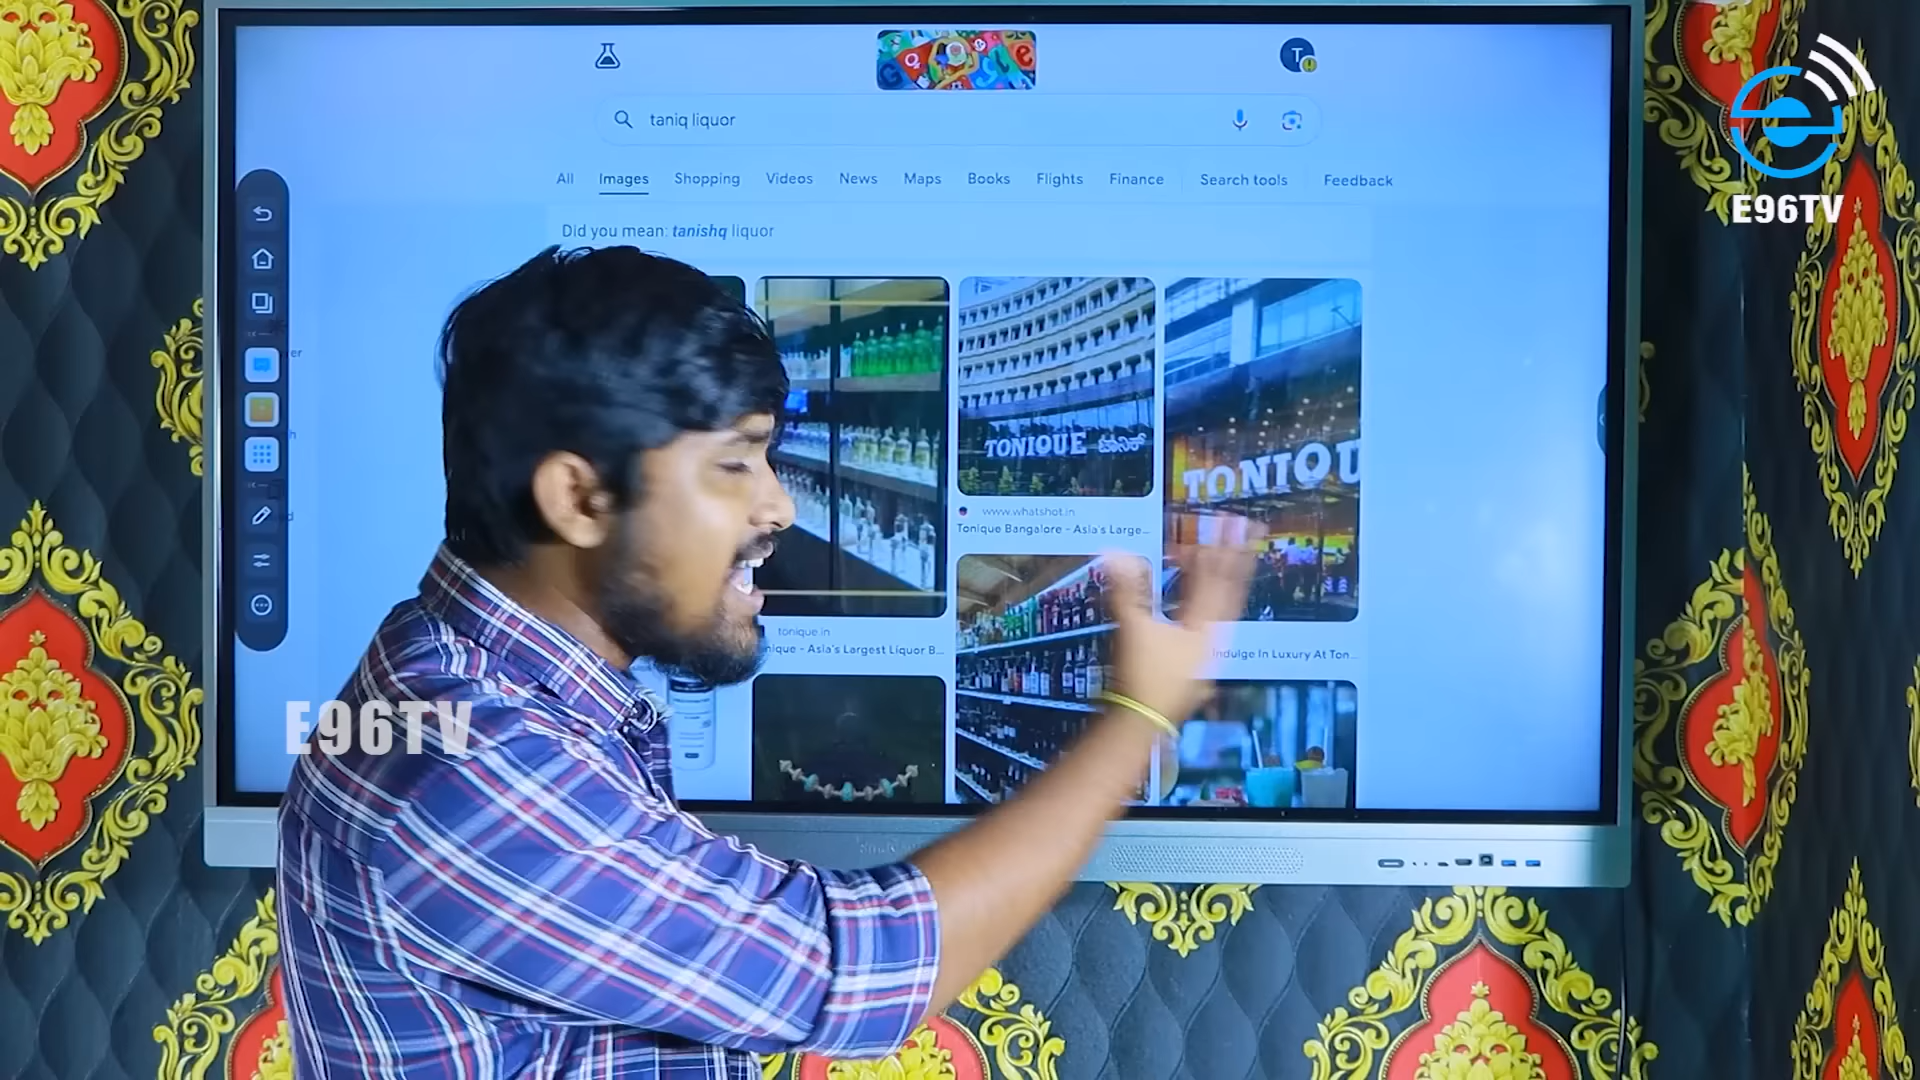 T
taniq liquor
All Images Shopping Videos News Maps Books Flights Finance Search tools Feedback
Did you mean: tanishq liquor
TONIQUE ಟಾನಿಕ್
TONIQU
www.whatshot.in
Tonique Bangalore - Asia's Large...
tonique.in
nique - Asia's Largest Liquor B...
Indulge In Luxury At Ton...
E96TV
E96TV